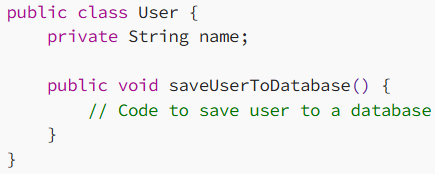 public class User {
    private String name;

    public void saveUserToDatabase() {
        // Code to save user to a database
    }
}